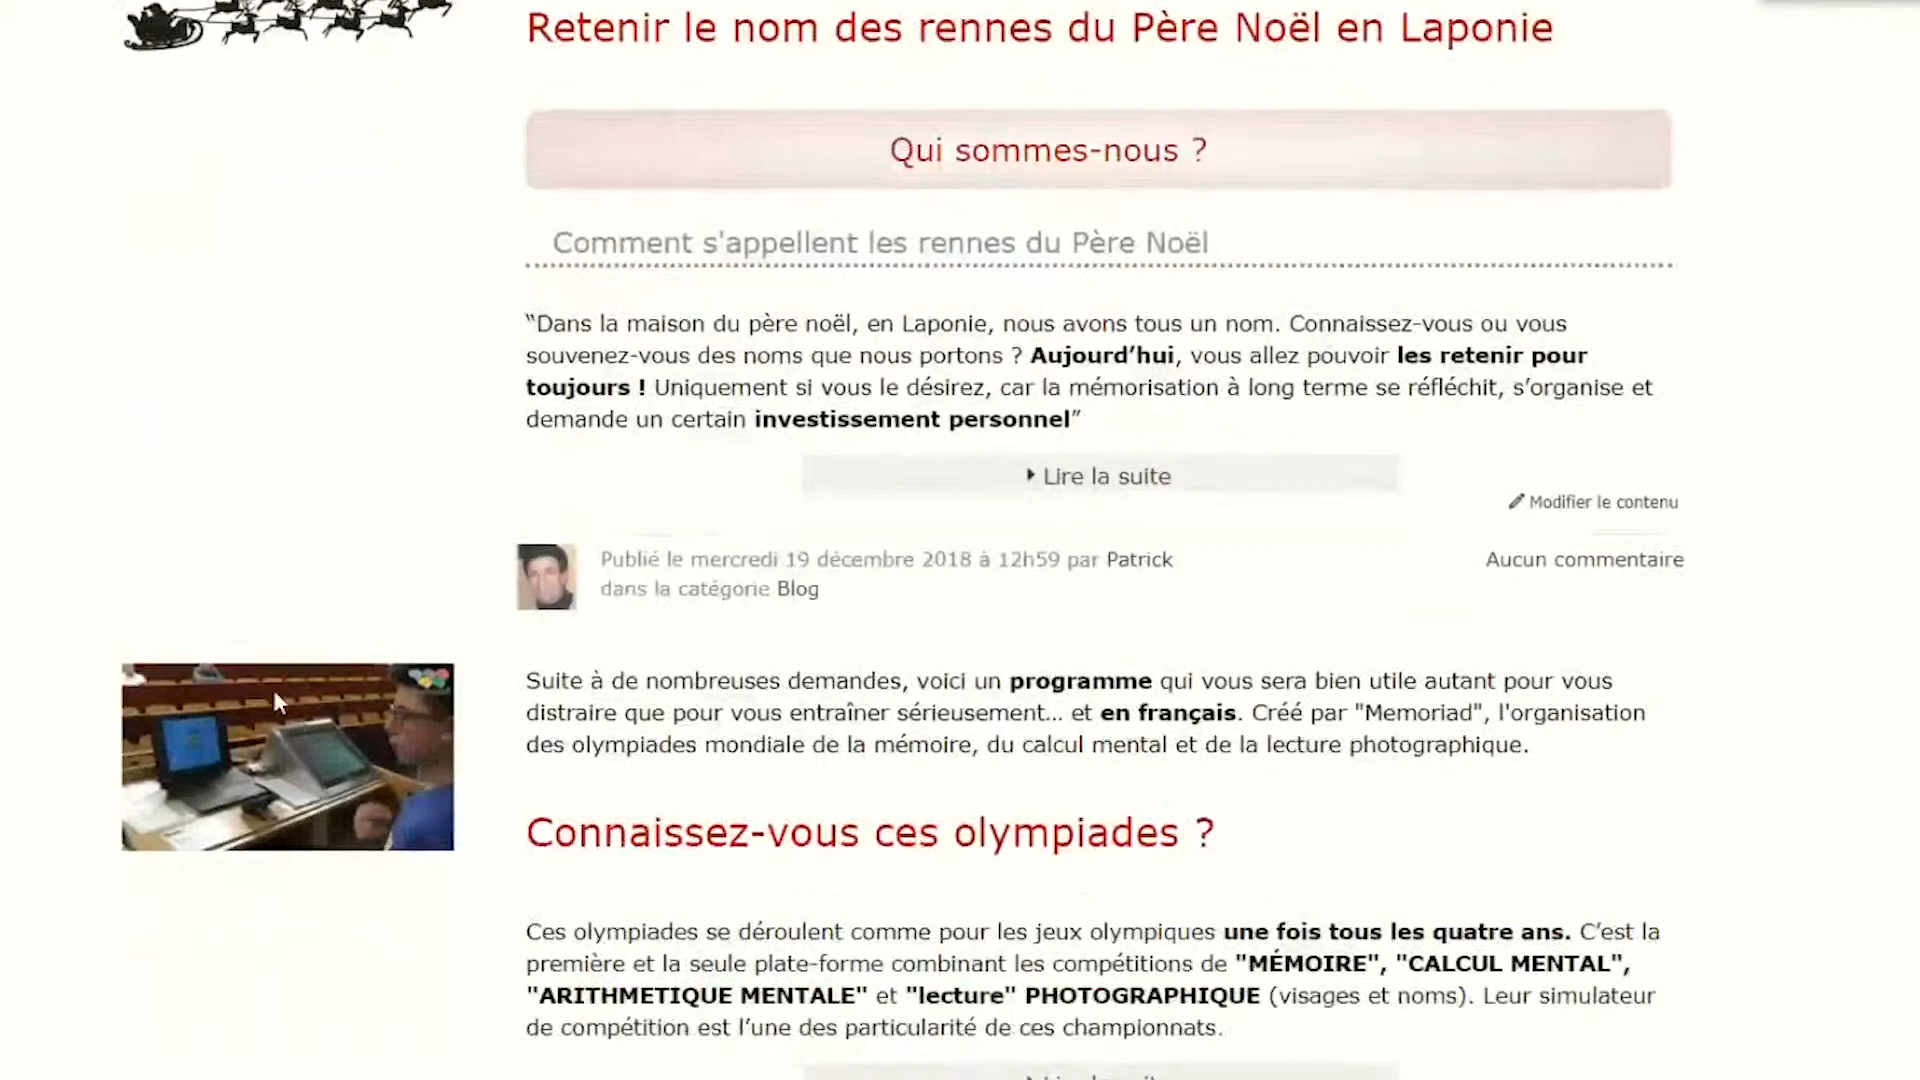 Retenir le nom des rennes du Père Noël en Laponie
Qui sommes-nous ?
Comment s'appellent les rennes du Père Noël
“Dans la maison du père noël, en Laponie, nous avons tous un nom. Connaissez-vous ou vous
souvenez-vous des noms que nous portons ? Aujourd’hui, vous allez pouvoir les retenir pour
toujours ! Uniquement si vous le désirez, car la mémorisation à long terme se réfléchit, s’organise et
demande un certain investissement personnel”
Lire la suite
Modifier le contenu
Publié le mercredi 19 décembre 2018 à 12h59 par Patrick
dans la catégorie Blog
Aucun commentaire
Suite à de nombreuses demandes, voici un programme qui vous sera bien utile autant pour vous
distraire que pour vous entraîner sérieusement... et en français. Créé par "Memoriad", l'organisation
des olympiades mondiale de la mémoire, du calcul mental et de la lecture photographique.
Connaissez-vous ces olympiades ?
Ces olympiades se déroulent comme pour les jeux olympiques une fois tous les quatre ans. C’est la
première et la seule plate-forme combinant les compétitions de "MÉMOIRE", "CALCUL MENTAL",
"ARITHMETIQUE MENTALE" et "lecture" PHOTOGRAPHIQUE (visages et noms). Leur simulateur
de compétition est l’une des particularité de ces championnats.